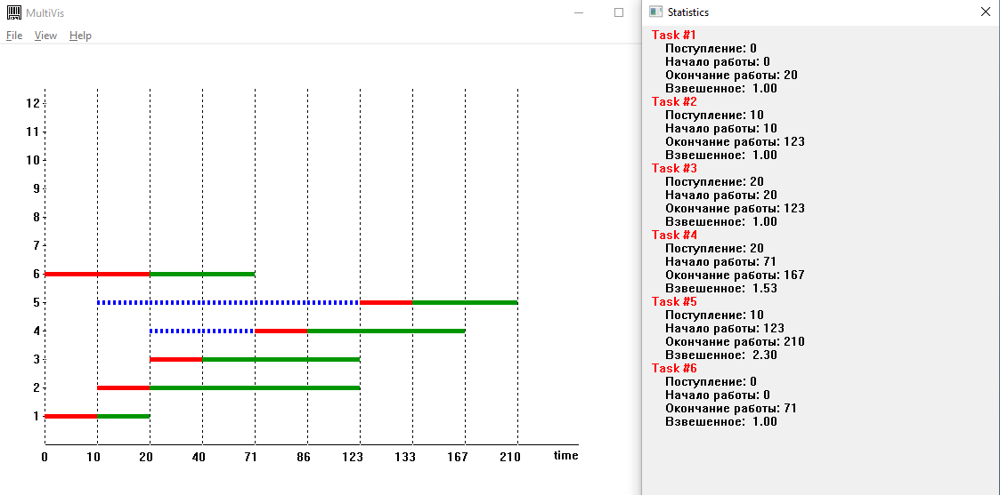 MultiVis
File View Help
12
11
10
9
8
7
6
5
4
3
2
1
0 10 20 40 71 86 123 133 167 210 time
Statistics
Task #1
Поступление: 0
Начало работы: 0
Окончание работы: 20
Взвешенное: 1.00
Task #2
Поступление: 10
Начало работы: 10
Окончание работы: 123
Взвешенное: 1.00
Task #3
Поступление: 20
Начало работы: 20
Окончание работы: 123
Взвешенное: 1.00
Task #4
Поступление: 20
Начало работы: 71
Окончание работы: 167
Взвешенное: 1.53
Task #5
Поступление: 10
Начало работы: 123
Окончание работы: 210
Взвешенное: 2.30
Task #6
Поступление: 0
Начало работы: 0
Окончание работы: 71
Взвешенное: 1.00